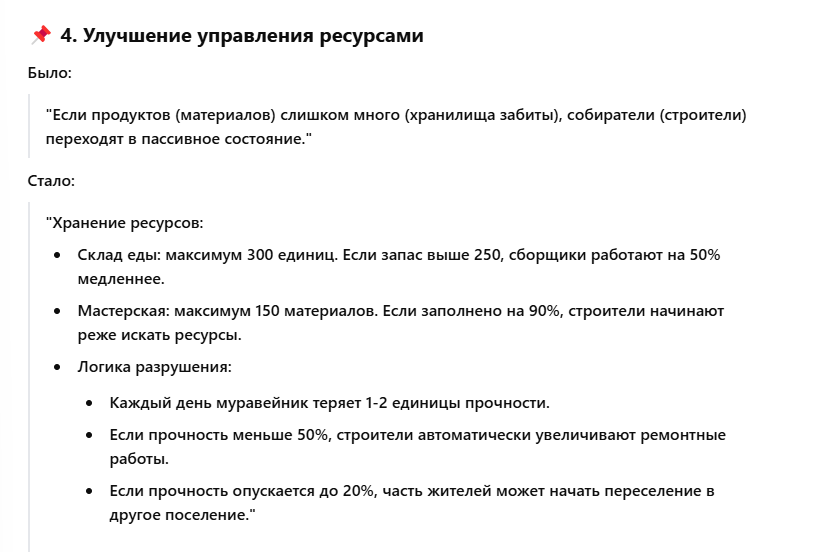 📌 4. Улучшение управления ресурсами
Было:
"Если продуктов (материалов) слишком много (хранилища забиты), собиратели (строители)
переходят в пассивное состояние."
Стало:
"Хранение ресурсов:
• Склад еды: максимум 300 единиц. Если запас выше 250, сборщики работают на 50%
медленнее.
• Мастерская: максимум 150 материалов. Если заполнено на 90%, строители начинают
реже искать ресурсы.
• Логика разрушения:
• Каждый день муравейник теряет 1-2 единицы прочности.
• Если прочность меньше 50%, строители автоматически увеличивают ремонтные
работы.
• Если прочность опускается до 20%, часть жителей может начать переселение в
другое поселение."